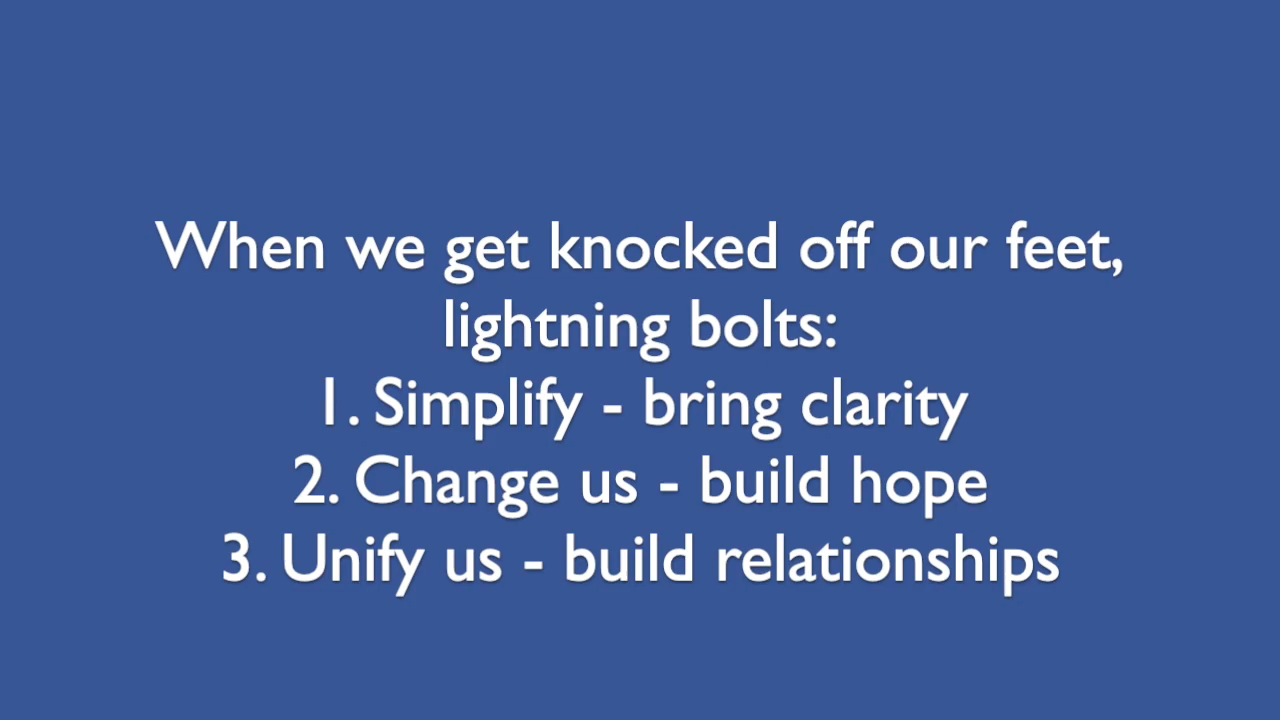 When we get knocked off our feet,
lightning bolts:
1. Simplify - bring clarity
2. Change us - build hope
3. Unify us - build relationships